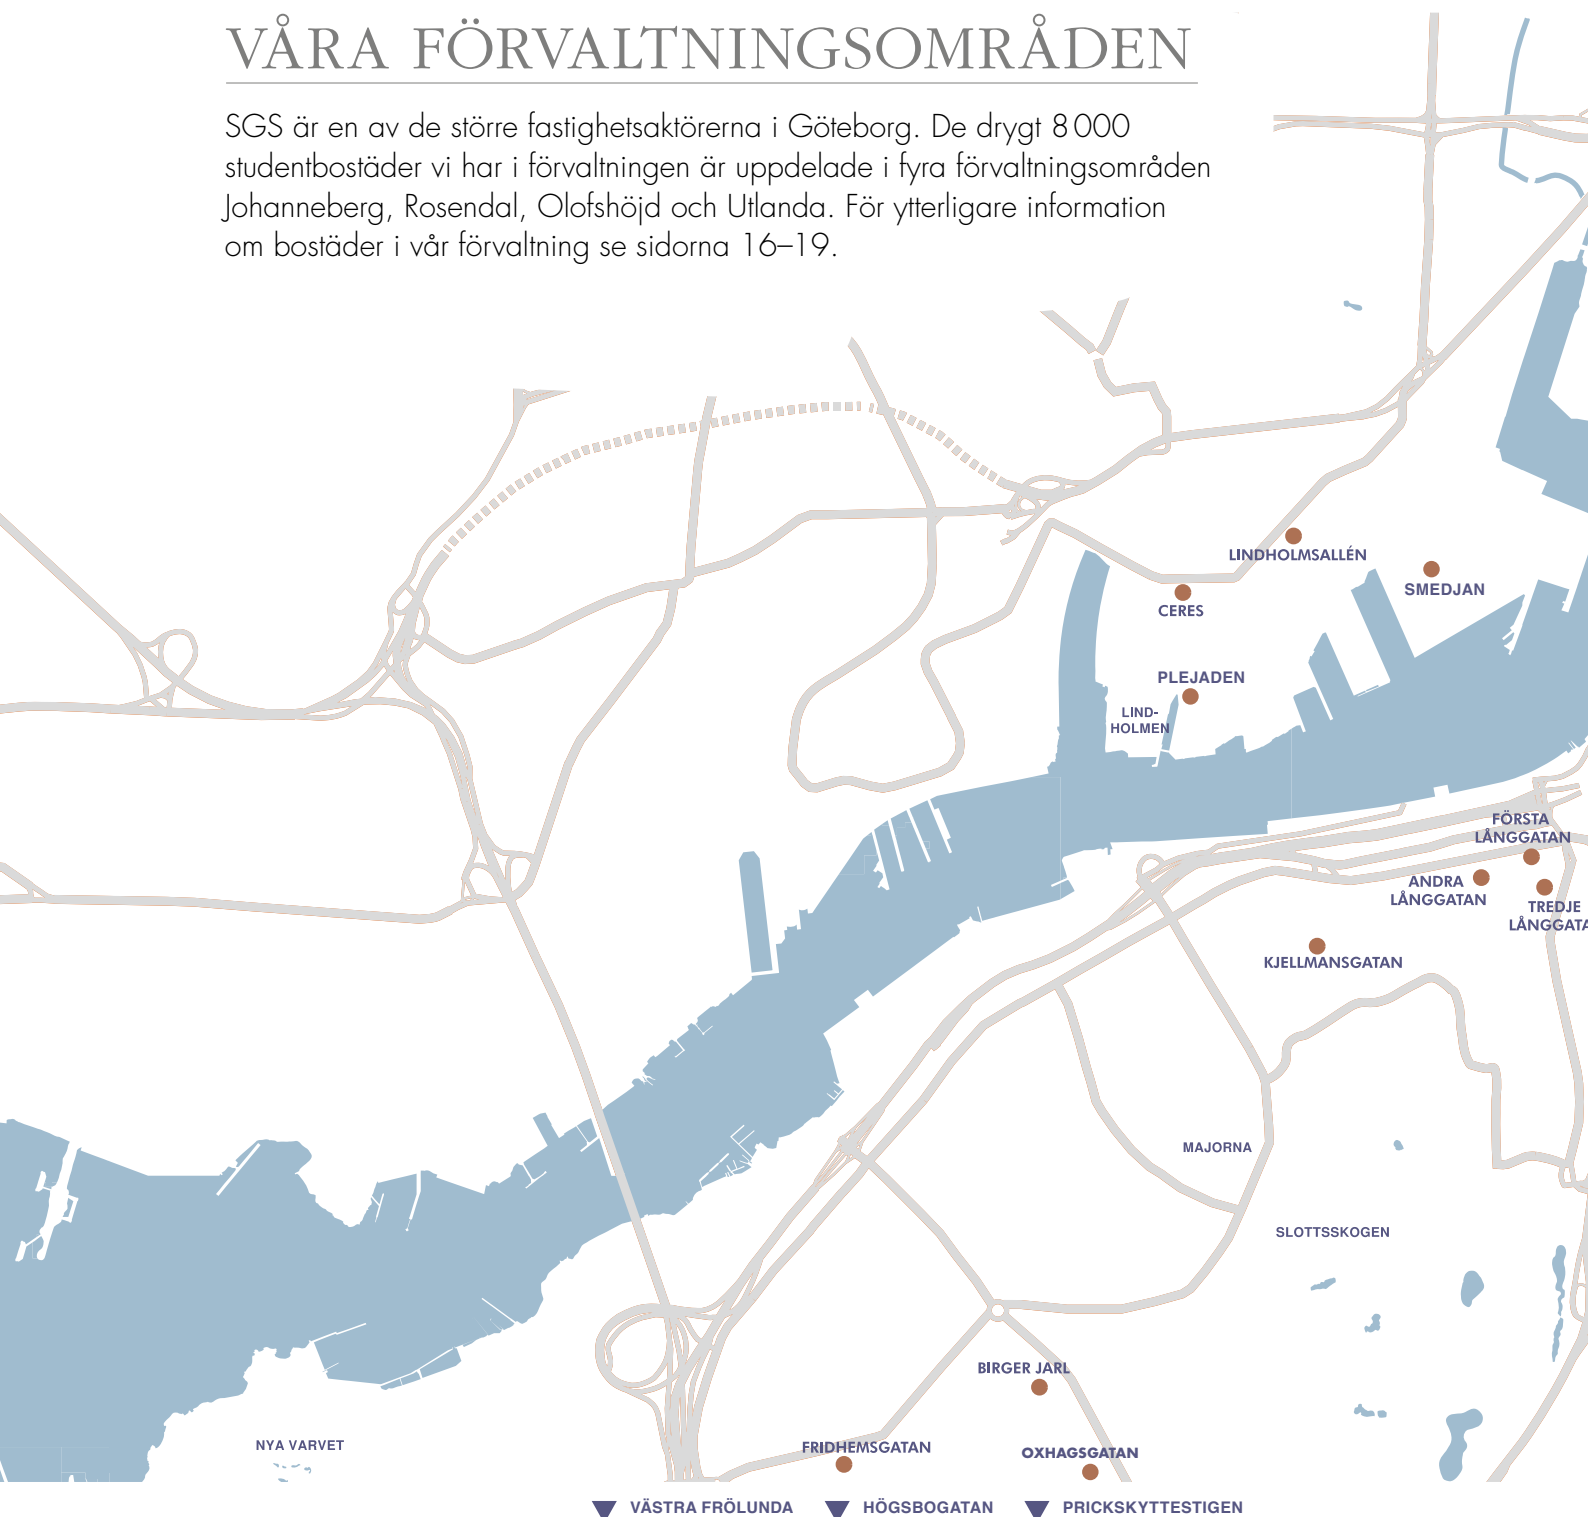 VÅRA FÖRVALTNINGSOMRÅDEN
SGS är en av de större fastighetsaktörerna i Göteborg. De drygt 8 000
studentbostäder vi har i förvaltningen är uppdelade i fyra förvaltningsområden
Johanneberg, Rosendal, Olofshöjd och Utlanda. För ytterligare information
om bostäder i vår förvaltning se sidorna 16–19.
LINDHOLMSALLÉN
SMEDJAN
CERES
PLEJADEN
LIND-
HOLMEN
FÖRSTA
LÅNGGATAN
ANDRA
LÅNGGATAN
TREDJE
LÅNGGATA
KJELLMANSGATAN
MAJORNA
SLOTTSSKOGEN
BIRGER JARL
NYA VARVET
FRIDHEMSGATAN
OXHAGSGATAN
VÄSTRA FRÖLUNDA
HÖGSBOGATAN
PRICKSKYTTESTIGEN